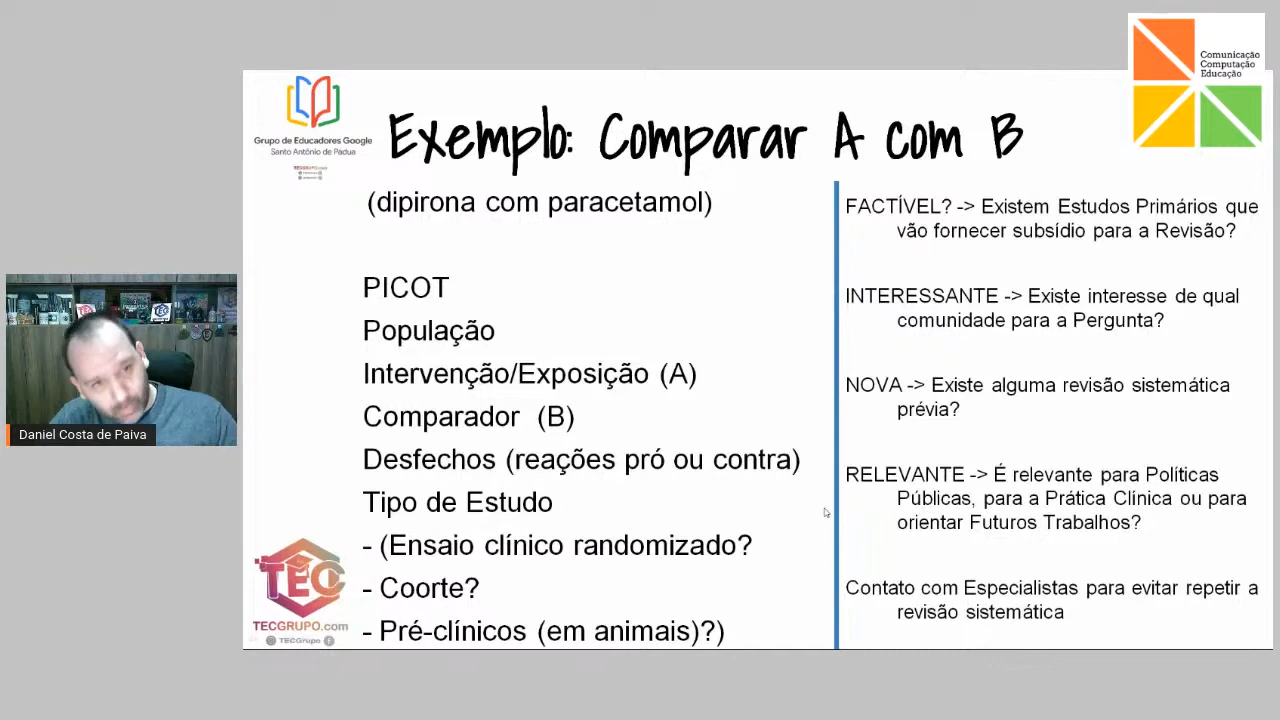 Comunicação
Computação
Educação
Grupo de Educadores Google
Santo Antônio de Pádua
TECGRUPO.com
Exemplo: Comparar A com B
(dipirona com paracetamol)
PICOT
População
Intervenção/Exposição (A)
Comparador (B)
Desfechos (reações pró ou contra)
Tipo de Estudo
- (Ensaio clínico randomizado?
- Coorte?
- Pré-clínicos (em animais)?)
FACTÍVEL? -> Existem Estudos Primários que
vão fornecer subsídio para a Revisão?
INTERESSANTE -> Existe interesse de qual
comunidade para a Pergunta?
NOVA -> Existe alguma revisão sistemática
prévia?
RELEVANTE -> É relevante para Políticas
Públicas, para a Prática Clínica ou para
orientar Futuros Trabalhos?
Contato com Especialistas para evitar repetir a
revisão sistemática
Daniel Costa de Paiva
TEC
TECGRUPO.com
TECGrupo